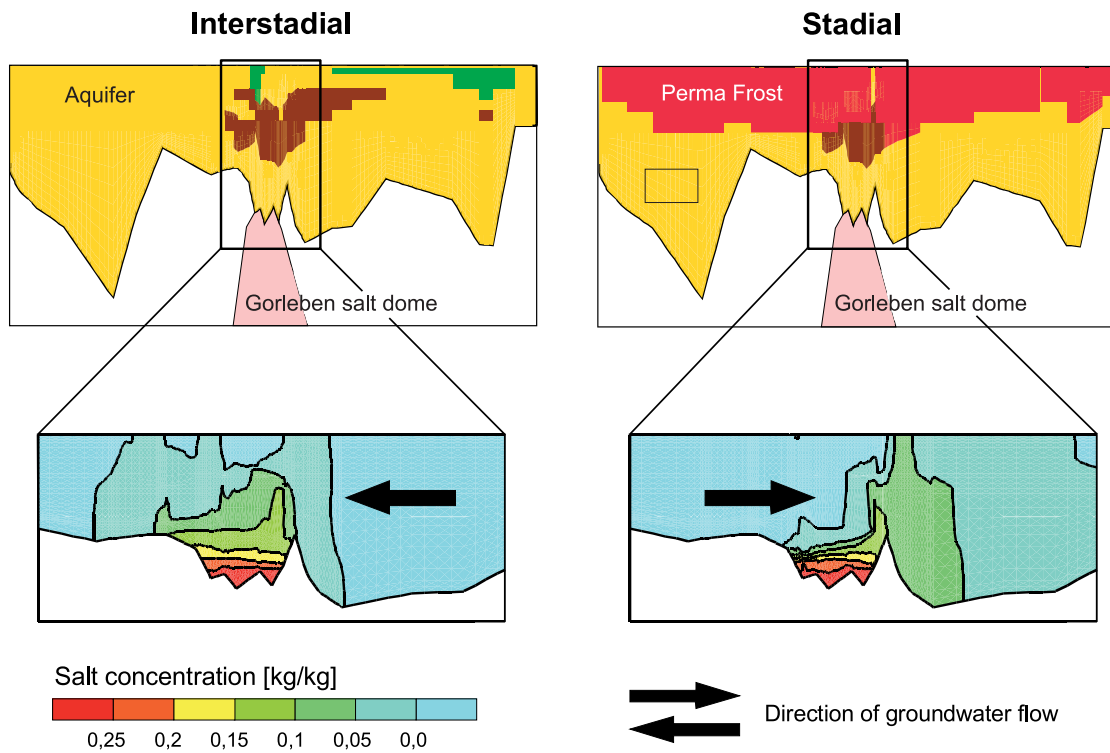 Interstadial
Stadial
Aquifer
Perma Frost
Gorleben salt dome
Gorleben salt dome
Salt concentration [kg/kg]
0,25 0,2 0,15 0,1 0,05 0,0
Direction of groundwater flow